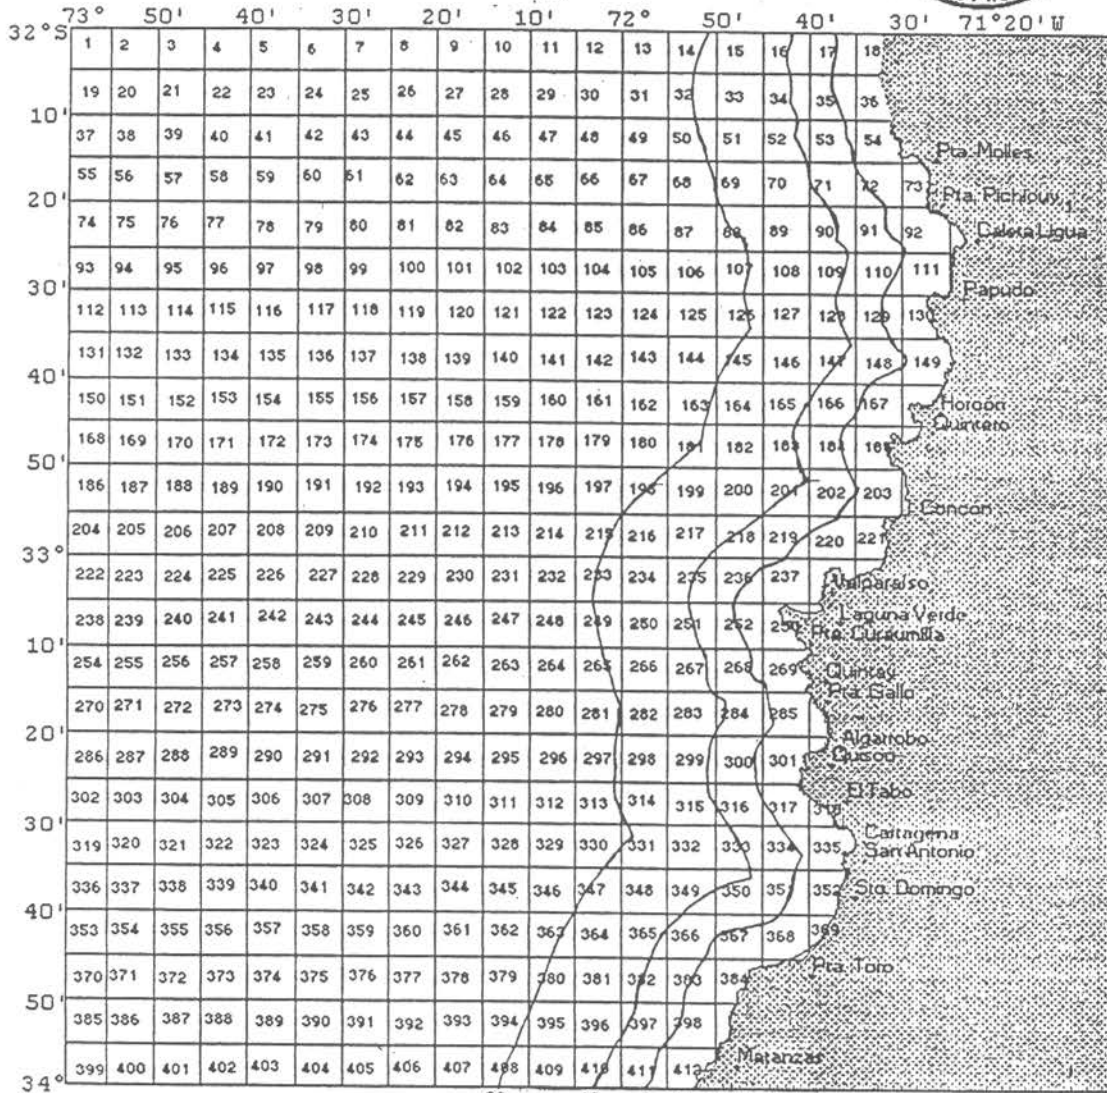 73° 50' 40' 30' 20' 10' 72° 50' 40' 30' 71° 20' W
32°S
1 2 3 4 5 6 7 8 9 10 11 12 13 14 15 16 17 18
19 20 21 22 23 24 25 26 27 28 29 30 31 32 33 34 35 36
10'
37 38 39 40 41 42 43 44 45 46 47 48 49 50 51 52 53 54
Pta. Molles
55 56 57 58 59 60 61 62 63 64 65 66 67 68 69 70 71 72 73
Pta. Pichicuy
20'
74 75 76 77 78 79 80 81 82 83 84 85 86 87 88 89 90 91 92
Caleta Ligua
93 94 95 96 97 98 99 100 101 102 103 104 105 106 107 108 109 110 111
30'
Papudo
112 113 114 115 116 117 118 119 120 121 122 123 124 125 126 127 128 129 130
131 132 133 134 135 136 137 138 139 140 141 142 143 144 145 146 147 148 149
40'
150 151 152 153 154 155 156 157 158 159 160 161 162 163 164 165 166 167
Horcón
Quintero
168 169 170 171 172 173 174 175 176 177 178 179 180 181 182 183 184 185
50'
186 187 188 189 190 191 192 193 194 195 196 197 198 199 200 201 202 203
Concón
204 205 206 207 208 209 210 211 212 213 214 215 216 217 218 219 220 221
33°
222 223 224 225 226 227 228 229 230 231 232 233 234 235 236 237
Valparaíso
238 239 240 241 242 243 244 245 246 247 248 249 250 251 252 253
Laguna Verde
Pta. Curaumilla
10'
254 255 256 257 258 259 260 261 262 263 264 265 266 267 268 269
Quintay
Pta. Gallo
270 271 272 273 274 275 276 277 278 279 280 281 282 283 284 285
20'
Algarrobo
286 287 288 289 290 291 292 293 294 295 296 297 298 299 300 301
Quisco
302 303 304 305 306 307 308 309 310 311 312 313 314 315 316 317 318
El Tabo
30'
Cartagena
319 320 321 322 323 324 325 326 327 328 329 330 331 332 333 334 335
San Antonio
336 337 338 339 340 341 342 343 344 345 346 347 348 349 350 351 352
Sto. Domingo
40'
353 354 355 356 357 358 359 360 361 362 363 364 365 366 367 368 369
Pta. Toro
370 371 372 373 374 375 376 377 378 379 380 381 382 383 384
50'
385 386 387 388 389 390 391 392 393 394 395 396 397 398
Matanzas
399 400 401 402 403 404 405 406 407 408 409 410 411 412
34°